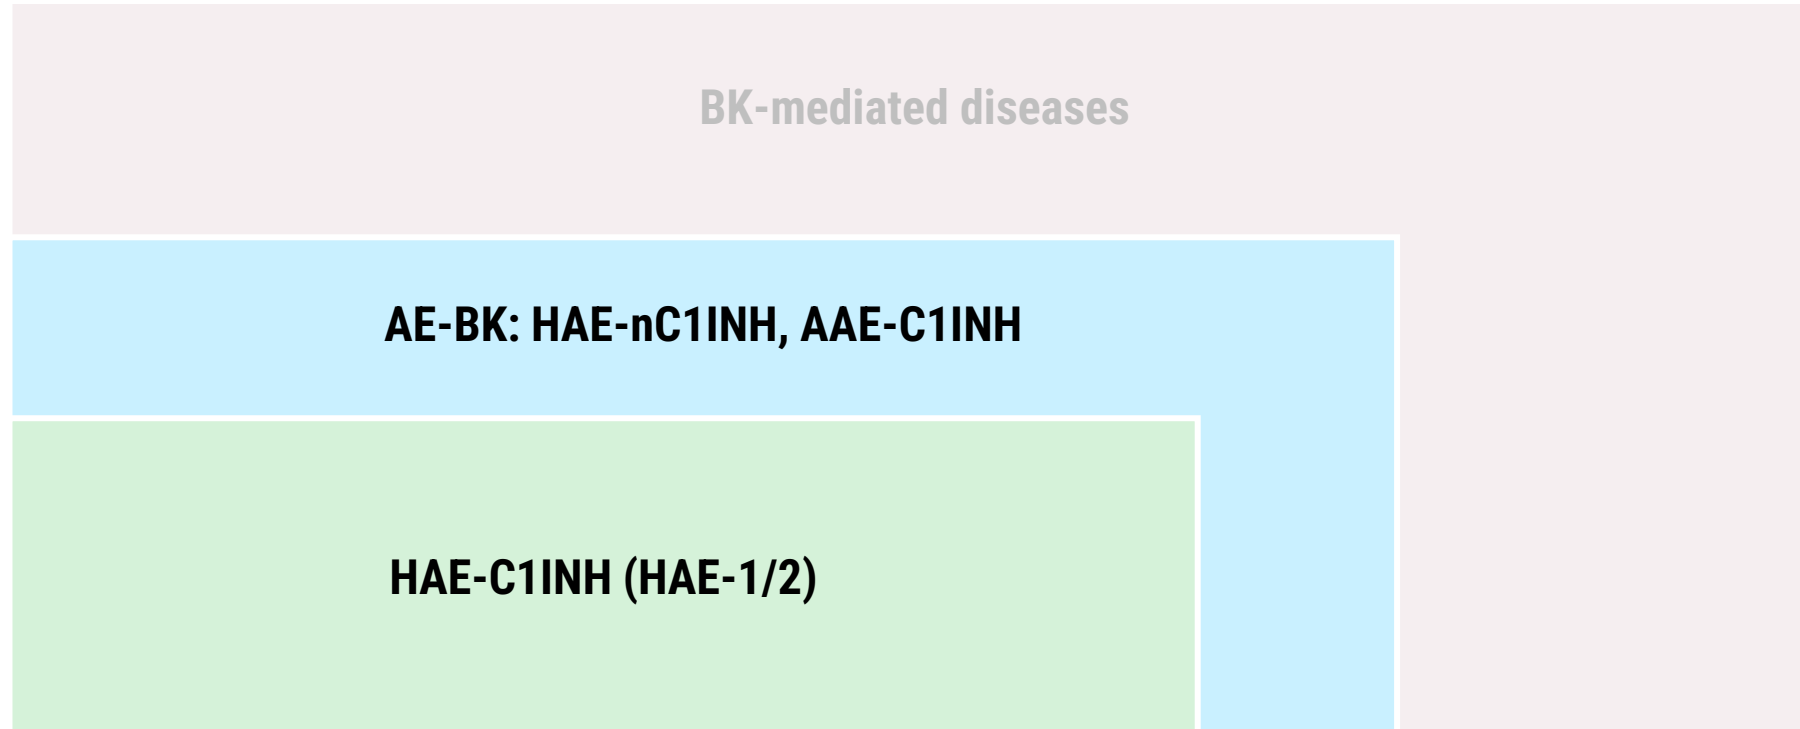 BK-mediated diseases
AE-BK: HAE-nC1INH, AAE-C1INH
HAE-C1INH (HAE-1/2)